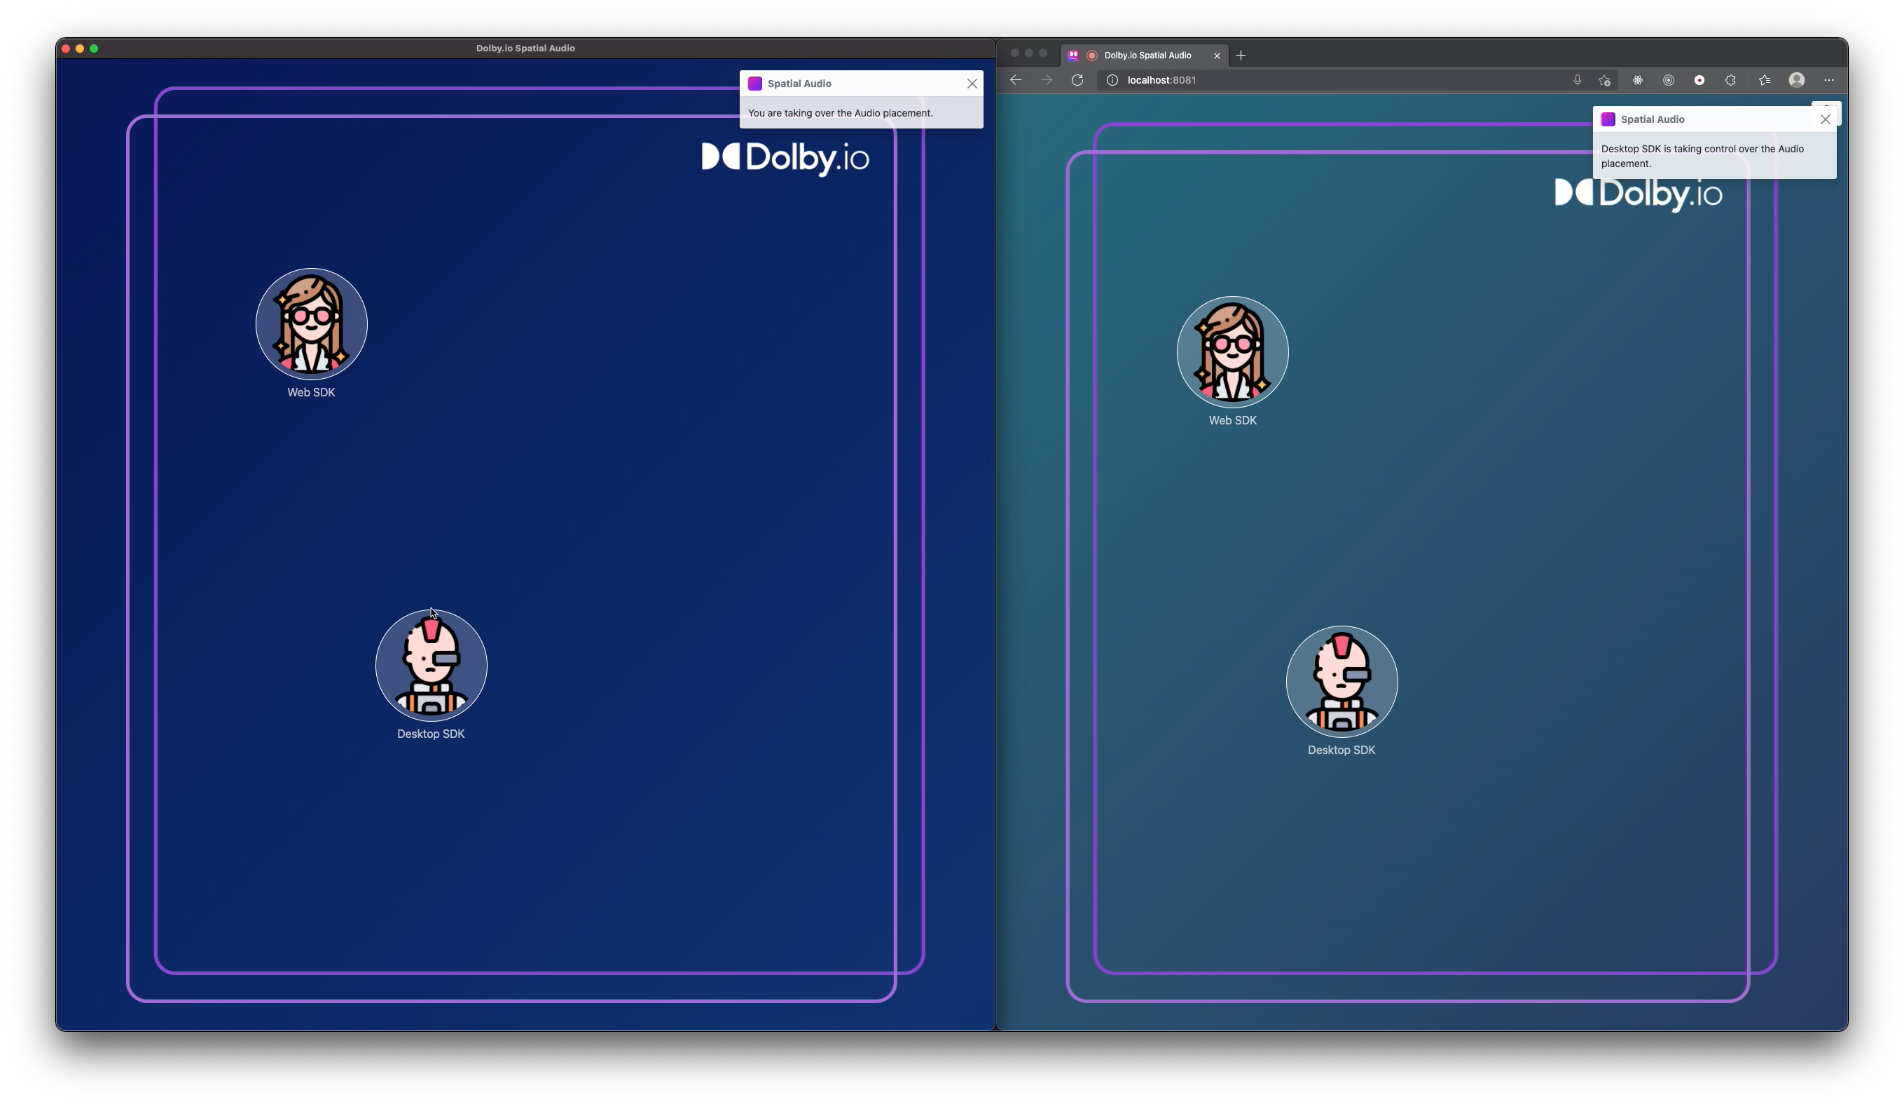 Dolby.io Spatial Audio
Spatial Audio
You are taking over the Audio placement.
Dolby.io
Web SDK
Desktop SDK
Dolby.io Spatial Audio
localhost:8081
Spatial Audio
Desktop SDK is taking control over the Audio
placement.
Dolby.io
Web SDK
Desktop SDK